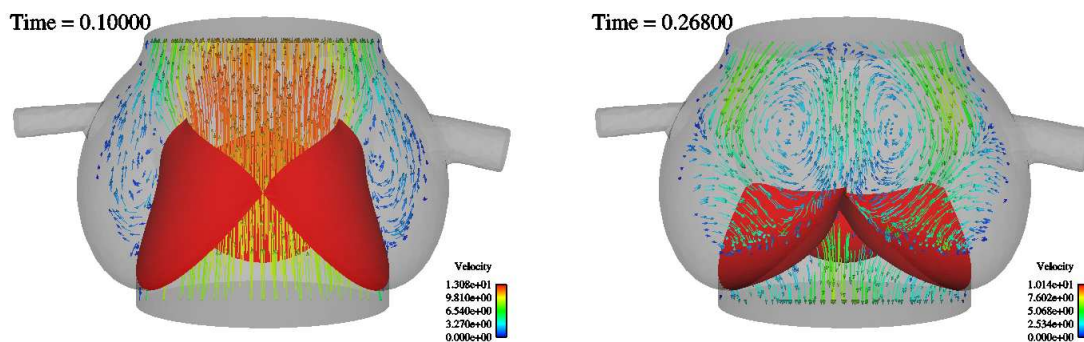 Time = 0.10000
Velocity
1.308e+01
9.810e+00
6.540e+00
3.270e+00
0.000e+00
Time = 0.26800
Velocity
1.014e+01
7.602e+00
5.068e+00
2.534e+00
0.000e+00